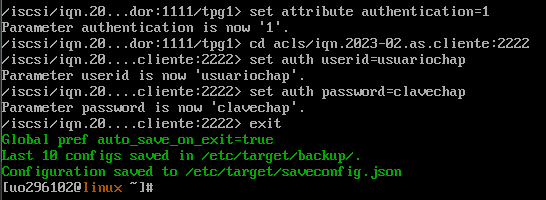 /iscsi/iqn.20...dor:1111/tpg1> set attribute authentication=1
Parameter authentication is now '1'.
/iscsi/iqn.20...dor:1111/tpg1> cd acls/iqn.2023-02.as.cliente:2222
/iscsi/iqn.20....cliente:2222> set auth userid=usuariochap
Parameter userid is now 'usuariochap'.
/iscsi/iqn.20....cliente:2222> set auth password=clavechap
Parameter password is now 'clavechap'.
/iscsi/iqn.20....cliente:2222> exit
Global pref auto_save_on_exit=true
Last 10 configs saved in /etc/target/backup/.
Configuration saved to /etc/target/saveconfig.json
[uo296102@linux ~]#